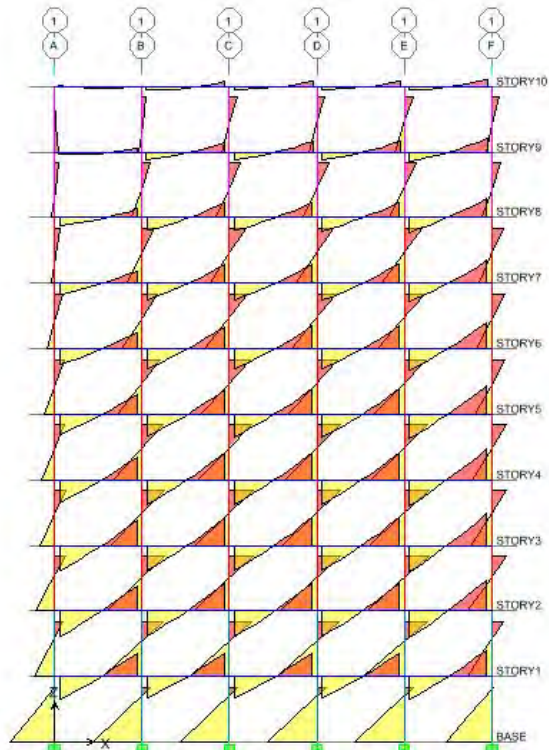 1 1 1 1 1 1
A B C D E F
STORY10
STORY9
STORY8
STORY7
STORY6
STORY5
STORY4
STORY3
STORY2
STORY1
Z
X
BASE